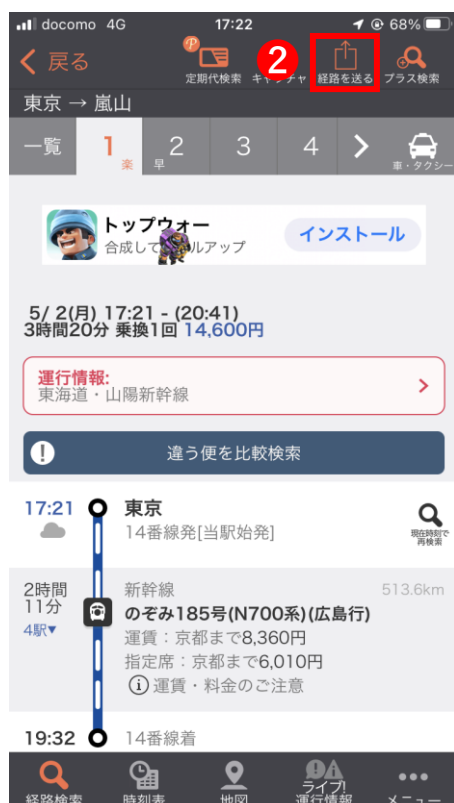 docomo 4G 17:22 68%
戻る
P
定期代検索
2
経路を送る
プラス検索
東京 → 嵐山
一覧
1
楽
早
2
3
4
車・タクシー
トップウォー
合成して
ルアップ
インストール
5/ 2(月) 17:21 - (20:41)
3時間20分 乗換1回 14,600円
運行情報:
東海道・山陽新幹線
違う便を比較検索
17:21 東京
14番線発[当駅始発]
現在時刻で
再検索
2時間
11分
4駅▼
新幹線 513.6km
のぞみ185号(N700系)(広島行)
運賃：京都まで8,360円
指定席：京都まで6,010円
運賃・料金のご注意
19:32 14番線着
経路検索
時刻表
地図
ライブ!
運行情報
メニュー